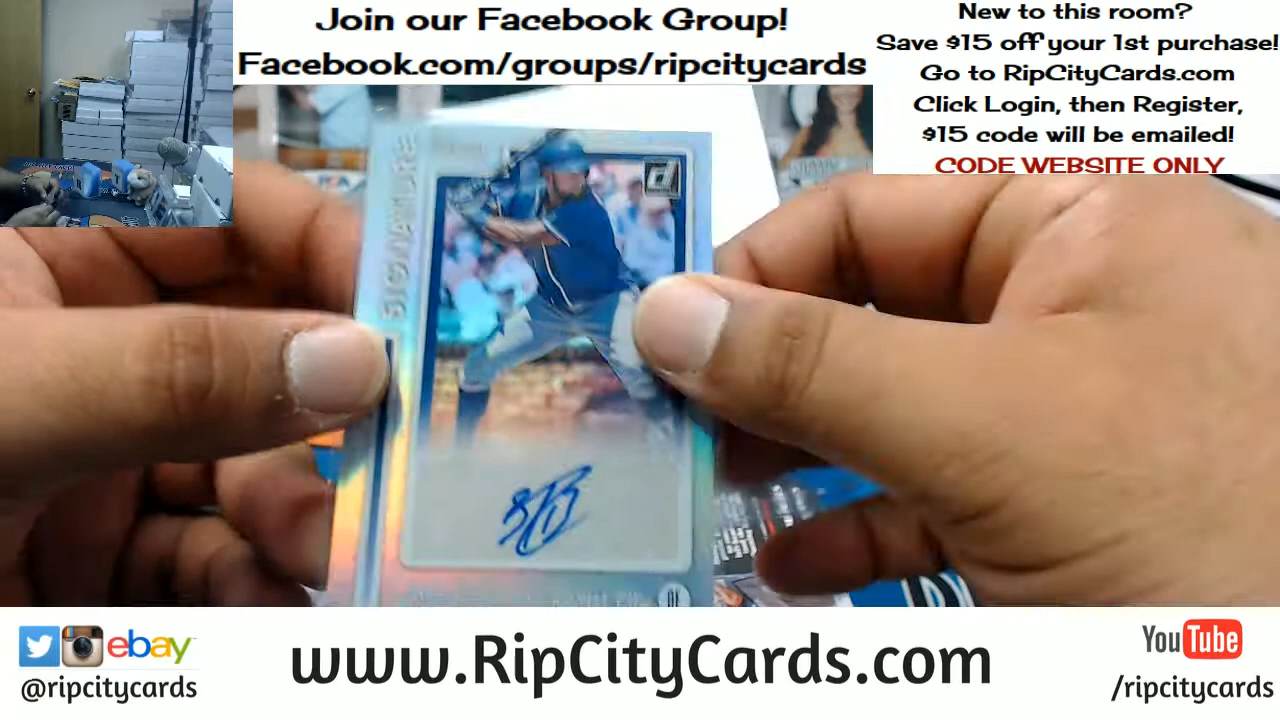 Join our Facebook Group!
Facebook.com/groups/ripcitycards
New to this room?
Save $15 off your 1st purchase!
Go to RipCityCards.com
Click Login, then Register,
$15 code will be emailed!
CODE WEBSITE ONLY
SIGNATURE
ebay
@ripcitycards
www.RipCityCards.com
YouTube
/ripcitycards